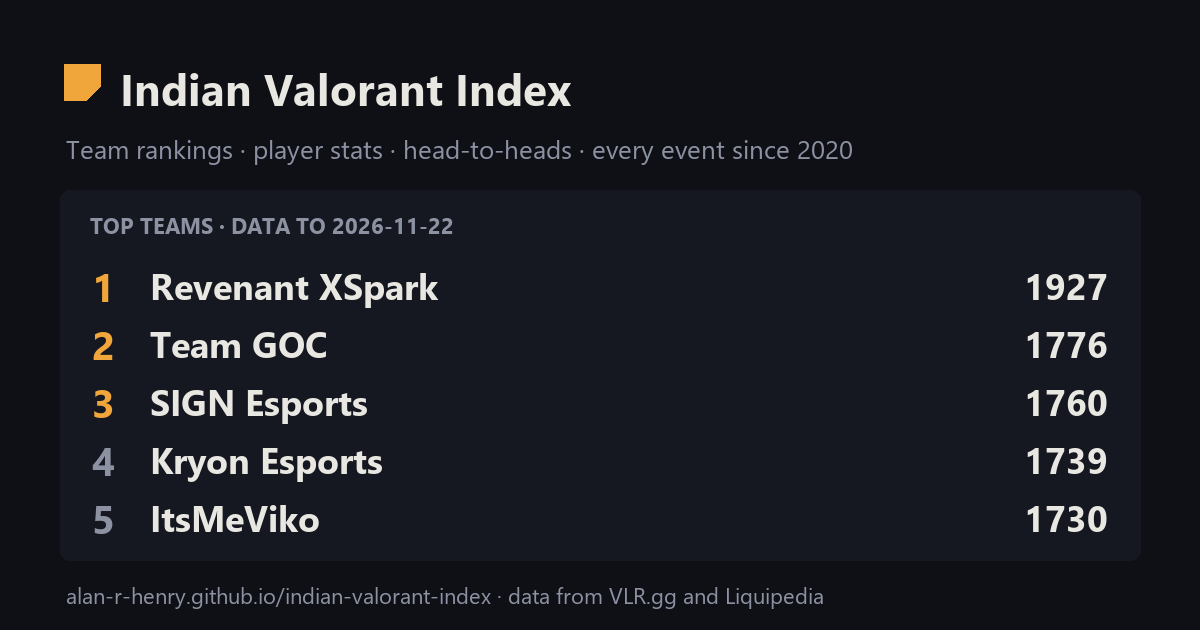 Indian Valorant Index
Team rankings · player stats · head-to-heads · every event since 2020
TOP TEAMS · DATA TO 2026-11-22
1 Revenant XSpark 1927
2 Team GOC 1776
3 SIGN Esports 1760
4 Kryon Esports 1739
5 ItsMeViko 1730
alan-r-henry.github.io/indian-valorant-index · data from VLR.gg and Liquipedia